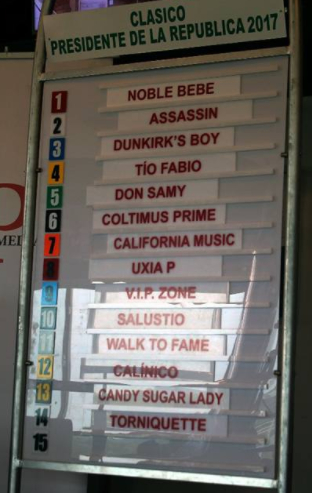 CLASICO
PRESIDENTE DE LA REPUBLICA 2017
1 NOBLE BEBE
2 ASSASSIN
3 DUNKIRK'S BOY
4 TÍO FABIO
5 DON SAMY
6 COLTIMUS PRIME
7 CALIFORNIA MUSIC
8 UXIA P
9 V.I.P. ZONE
10 SALUSTIO
11 WALK TO FAME
12 CALÍNICO
13 CANDY SUGAR LADY
14 TORNIQUETTE
15